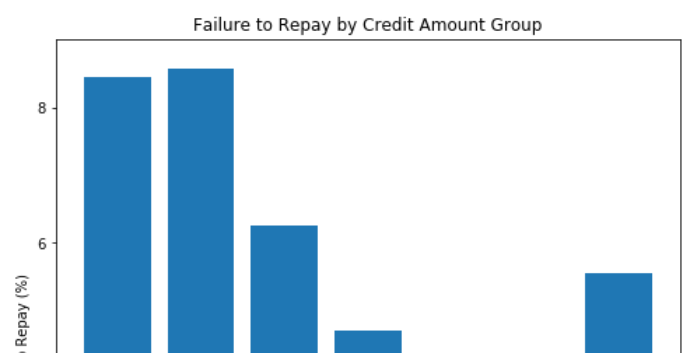 Failure to Repay by Credit Amount Group
8
6
Repay (%)